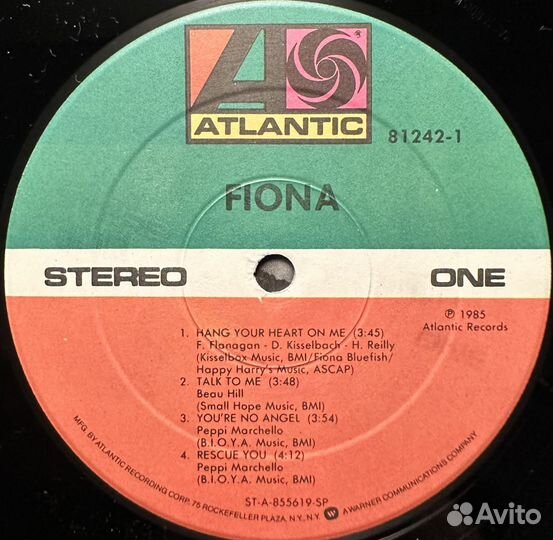 ATLANTIC
®
81242-1
FIONA
STEREO
ONE
℗ 1985
Atlantic Records
1. HANG YOUR HEART ON ME (3:45)
F. Flanagan - D. Kisselbach - H. Reilly
(Kisselbox Music, BMI/Fiona Bluefish/
Happy Harry's Music, ASCAP)
2. TALK TO ME (3:48)
Beau Hill
(Small Hope Music, BMI)
3. YOU'RE NO ANGEL (3:54)
Peppi Marchello
(B.I.O.Y.A. Music, BMI)
4. RESCUE YOU (4:12)
Peppi Marchello
(B.I.O.Y.A. Music, BMI)
ST-A-855619-SP
MFG. BY ATLANTIC RECORDING CORP. 75 ROCKEFELLER PLAZA, N.Y., N.Y. A WARNER COMMUNICATIONS COMPANY
Avito